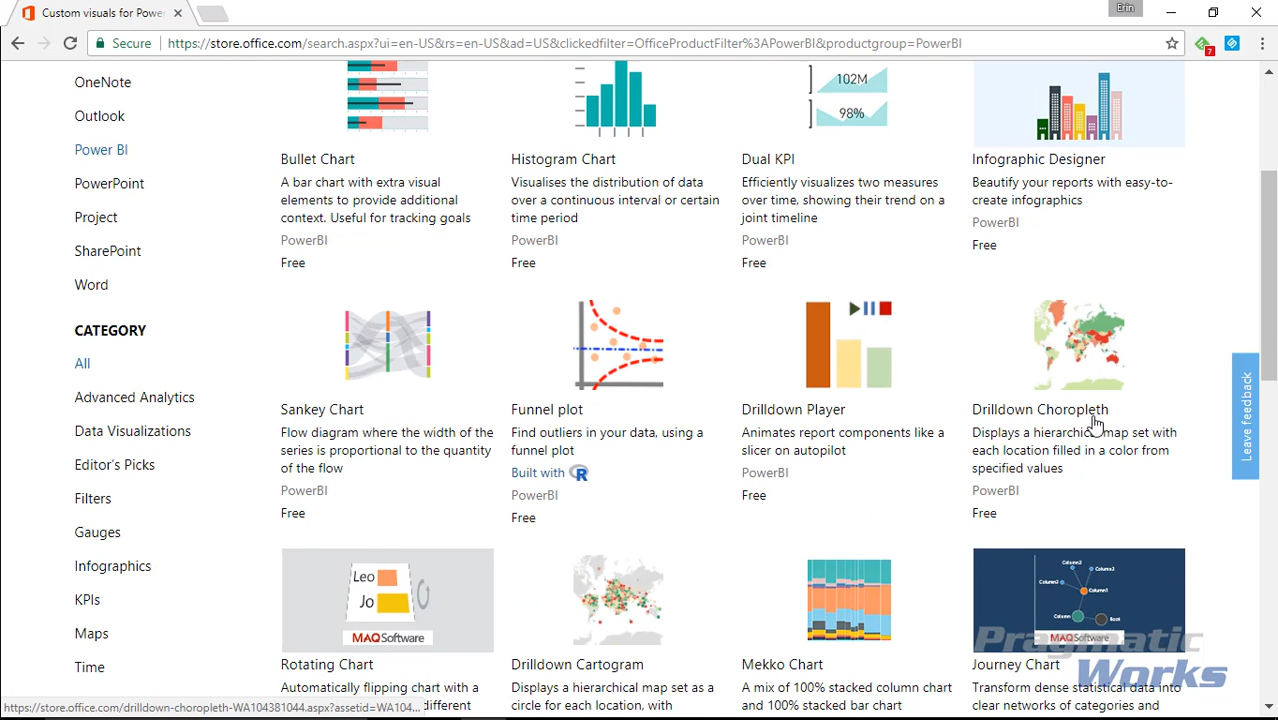 Custom visuals for Powe
Erin
Secure
https://store.office.com/search.aspx?ui=en-US&rs=en-US&ad=US&clickedfilter=OfficeProductFilter%3APowerBI&productgroup=PowerBI
7
OneNote
Outlook
Power BI
PowerPoint
Project
SharePoint
Word
CATEGORY
All
Advanced Analytics
Data Visualizations
Editor's Picks
Filters
Gauges
Infographics
KPIs
Maps
Time
Bullet Chart
A bar chart with extra visual
elements to provide additional
context. Useful for tracking goals
PowerBI
Free
Histogram Chart
Visualises the distribution of data
over a continuous interval or certain
time period
PowerBI
Free
102M
98%
Dual KPI
Efficiently visualizes two measures
over time, showing their trend on a
joint timeline
PowerBI
Free
Infographic Designer
Beautify your reports with easy-to-
create infographics
PowerBI
Free
Sankey Chart
Flow diagram where the width of the
series is proportional to the quantity
of the flow
PowerBI
Free
Funnel plot
Find outliers in your data, using a
funnel plot
Built with R
PowerBI
Free
Drilldown Player
Animates report components like a
slicer on autopilot
PowerBI
Free
Drilldown Choropleth
Displays a hierarchical map set with
each location filled in a color from
specified values
PowerBI
Free
Leo
Jo
MAQSoftware
Rotating Chart
Automatically flipping chart with a
different
Drilldown Cartogram
Displays a hierarchical map set as a
circle for each location, with
Mekko Chart
A mix of 100% stacked column chart
and 100% stacked bar chart
Column2
Column3
Column3
Column1
Column
Root
MAQSoftware
Journey Chart
Transform dense statistical data into
clear networks of categories and
Leave feedback
Pragmatic
Works
https://store.office.com/drilldown-choropleth-WA104381044.aspx?assetid=WA104...